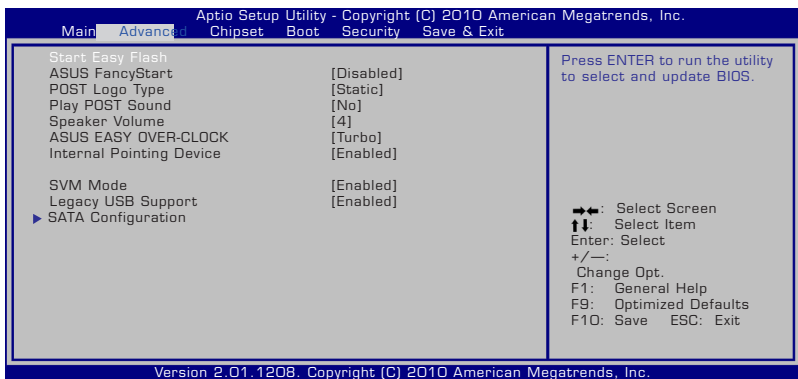 Aptio Setup Utility - Copyright (C) 2010 American Megatrends, Inc.
Main Advanced Chipset Boot Security Save & Exit
Start Easy Flash
ASUS FancyStart [Disabled]
POST Logo Type [Static]
Play POST Sound [No]
Speaker Volume [4]
ASUS EASY OVER-CLOCK [Turbo]
Internal Pointing Device [Enabled]
SVM Mode [Enabled]
Legacy USB Support [Enabled]
SATA Configuration
Press ENTER to run the utility
to select and update BIOS.
→←: Select Screen
↑↓: Select Item
Enter: Select
+/—:
Change Opt.
F1: General Help
F9: Optimized Defaults
F10: Save ESC: Exit
Version 2.01.1208. Copyright (C) 2010 American Megatrends, Inc.